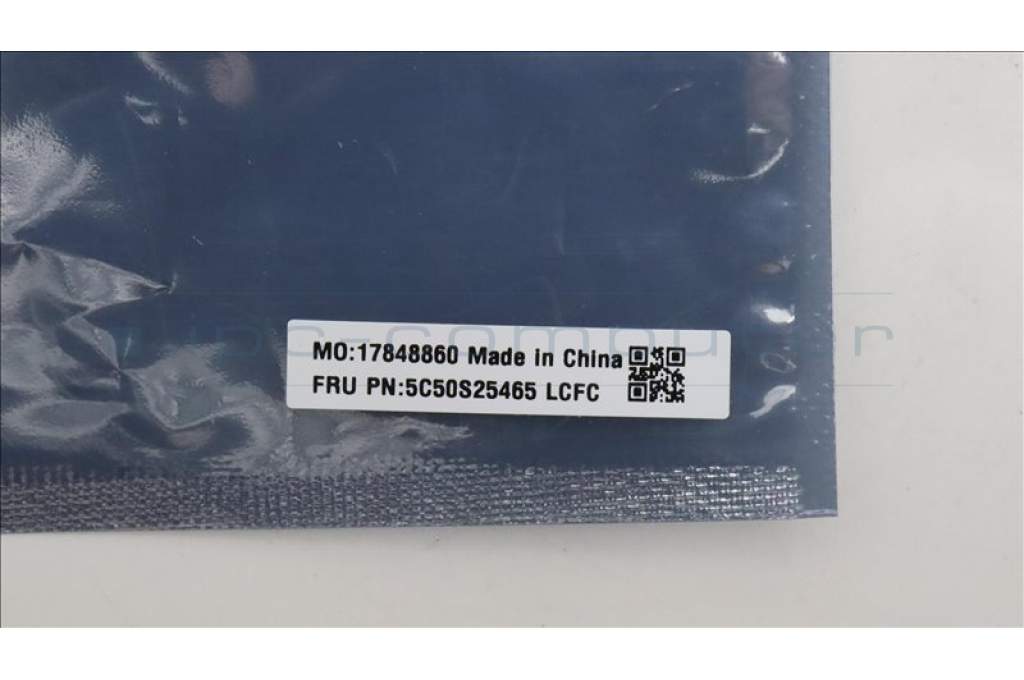 MO:17848860 Made in China
FRU PN:5C50S25465 LCFC